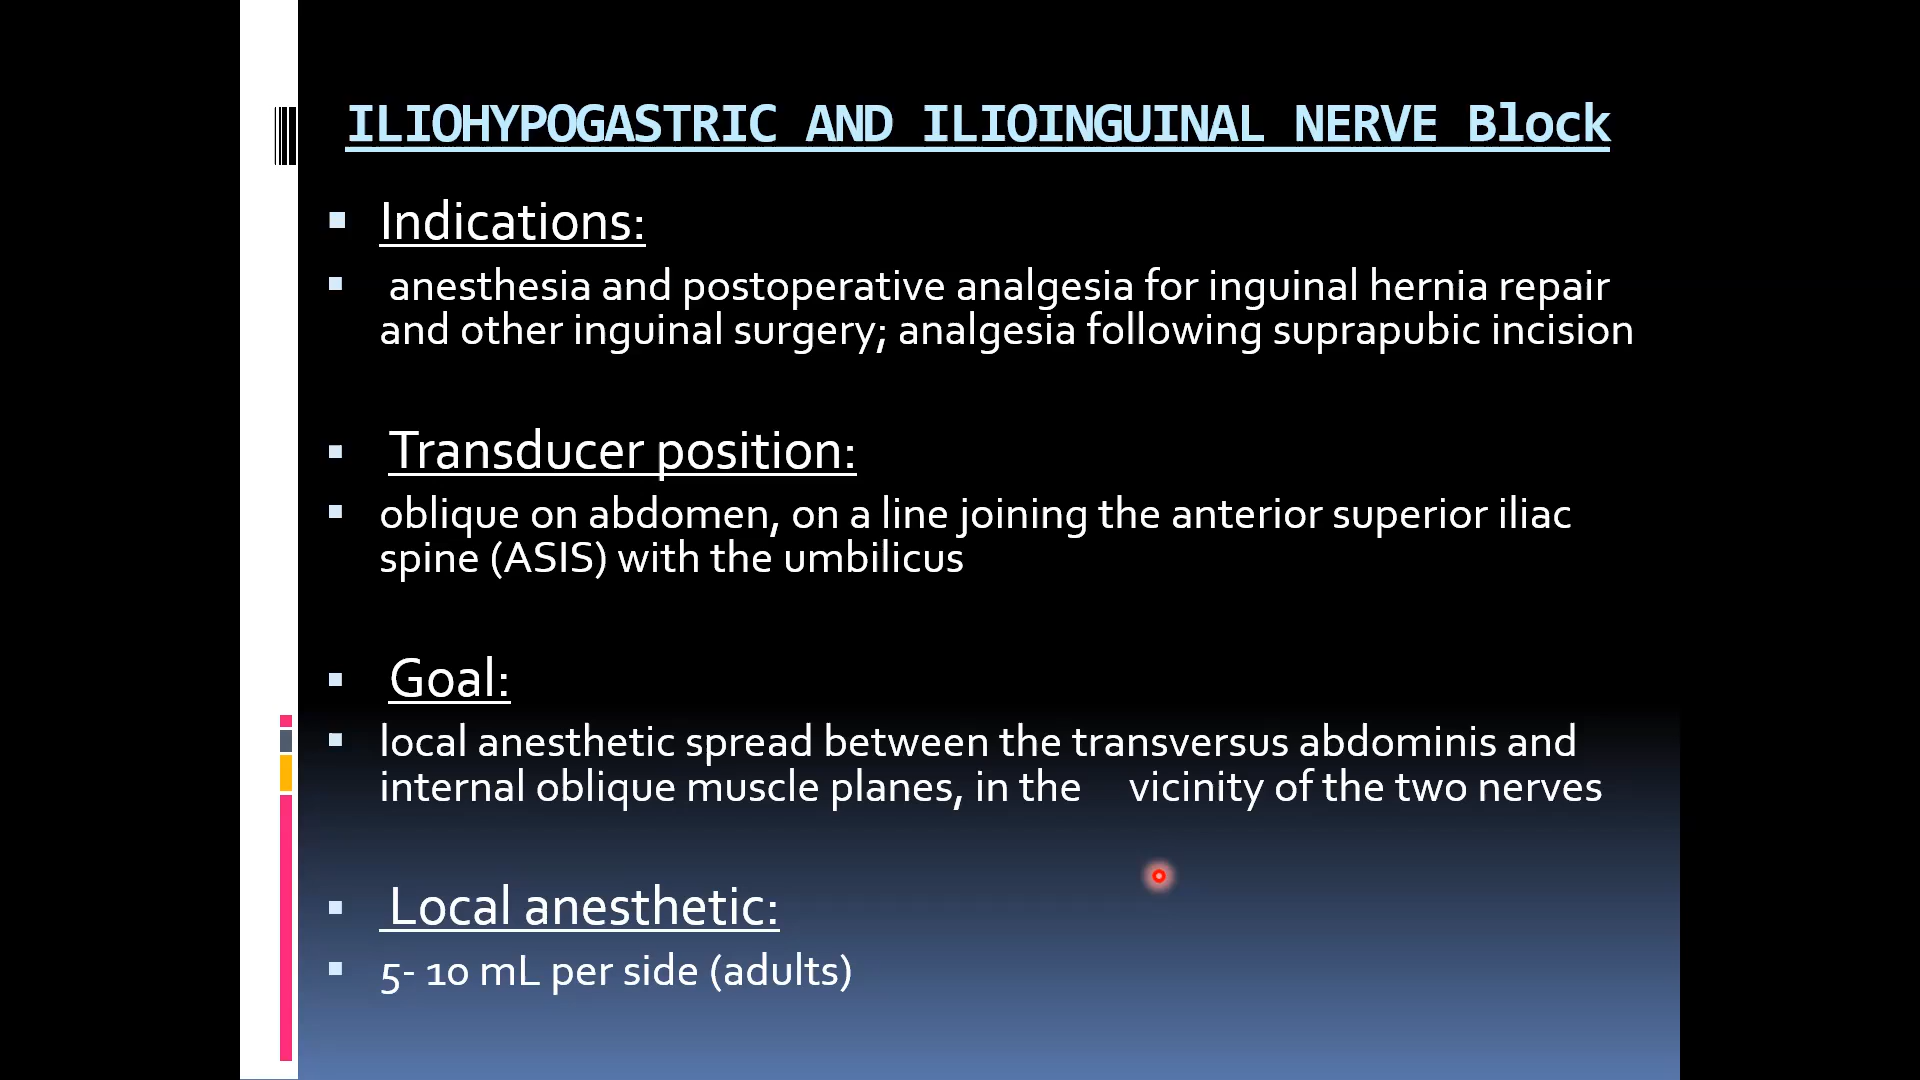 ILIOHYPOGASTRIC AND ILIOINGUINAL NERVE Block
Indications:
anesthesia and postoperative analgesia for inguinal hernia repair
and other inguinal surgery; analgesia following suprapubic incision
Transducer position:
oblique on abdomen, on a line joining the anterior superior iliac
spine (ASIS) with the umbilicus
Goal:
local anesthetic spread between the transversus abdominis and
internal oblique muscle planes, in the vicinity of the two nerves
Local anesthetic:
5- 10 mL per side (adults)